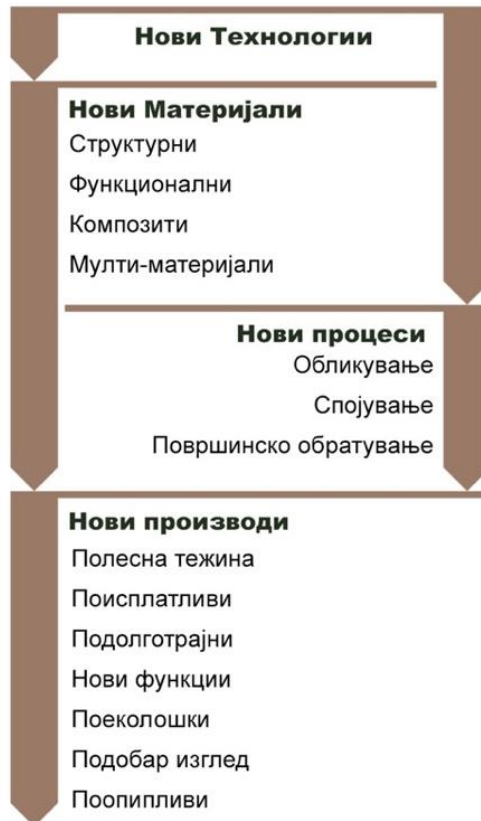 Нови Технологии
Нови Материјали
Структурни
Функционални
Композити
Мулти-материјали
Нови процеси
Обликување
Спојување
Површинско обратување
Нови производи
Полесна тежина
Поисплатливи
Подолготрајни
Нови функции
Поеколошки
Подобар изглед
Поопипливи